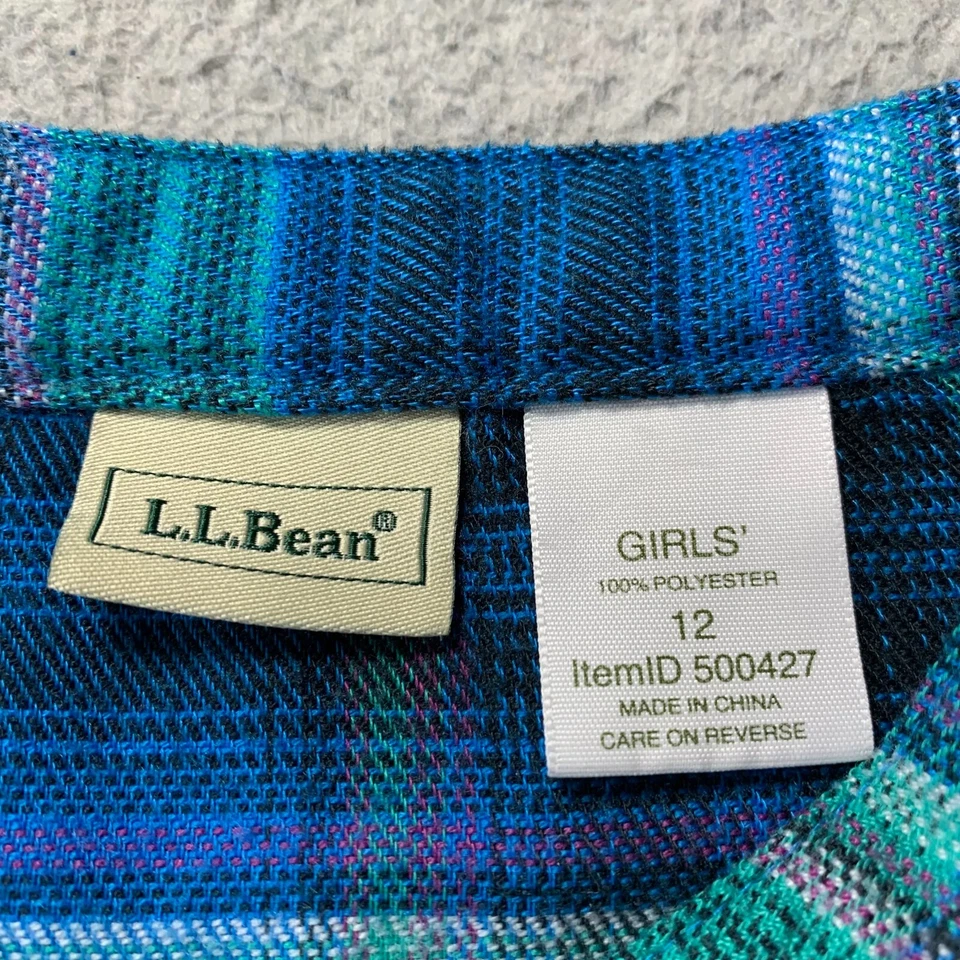 L.L.Bean®
GIRLS'
100% POLYESTER
12
ItemID 500427
MADE IN CHINA
CARE ON REVERSE